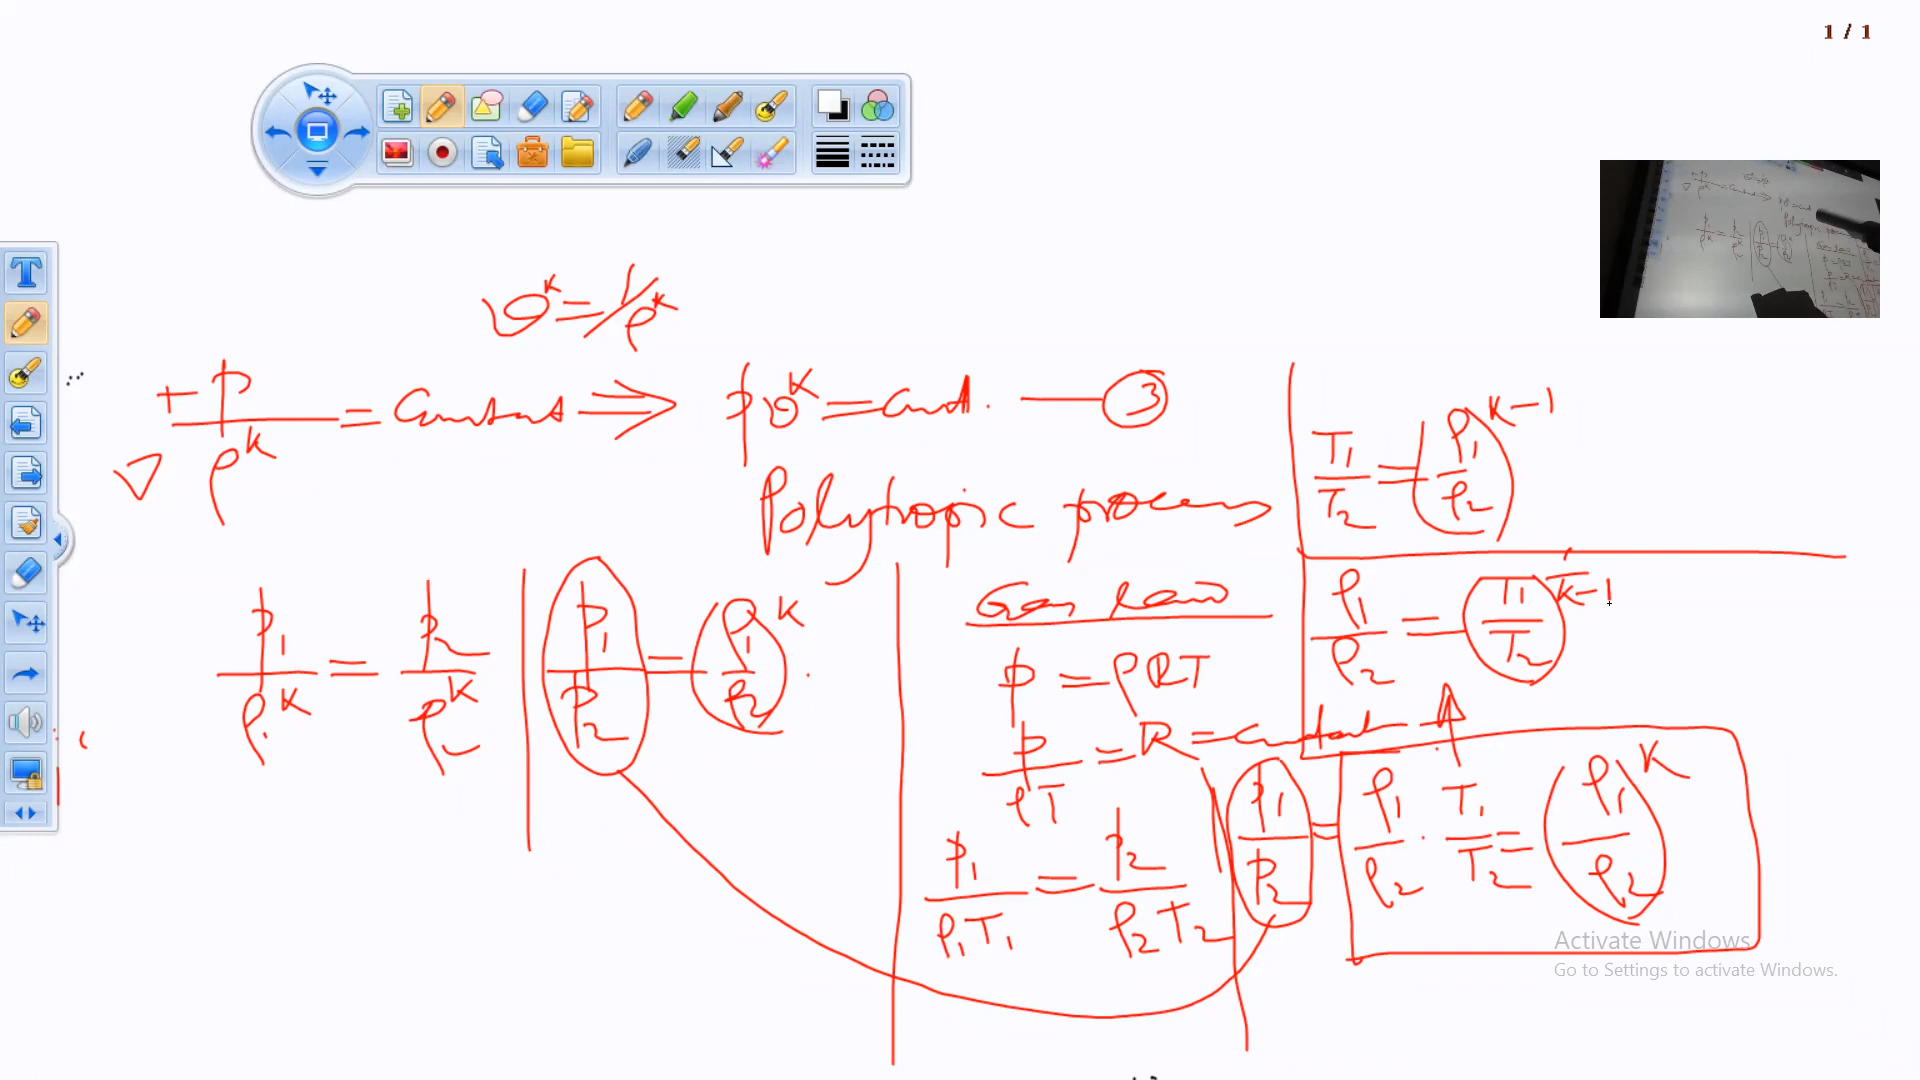 1 / 1
ϑ^K = 1/ρ^K
+ p/ρ^K = Constant ⇒ pϑ^K = const. — ③
∇
Polytropic process
p₁/ρ₁^K = p₂/ρ₂^K
p₁/p₂ = (ρ₁/ρ₂)^K
Gas law
p = ρRT
p/ρT = R = constant
p₁/ρ₁T₁ = p₂/ρ₂T₂
p₁/p₂ = ρ₁/ρ₂ · T₁/T₂ = (ρ₁/ρ₂)^K
T₁/T₂ = (ρ₁/ρ₂)^K-1
ρ₁/ρ₂ = (T₁/T₂)^1/K-1
Activate Windows
Go to Settings to activate Windows.